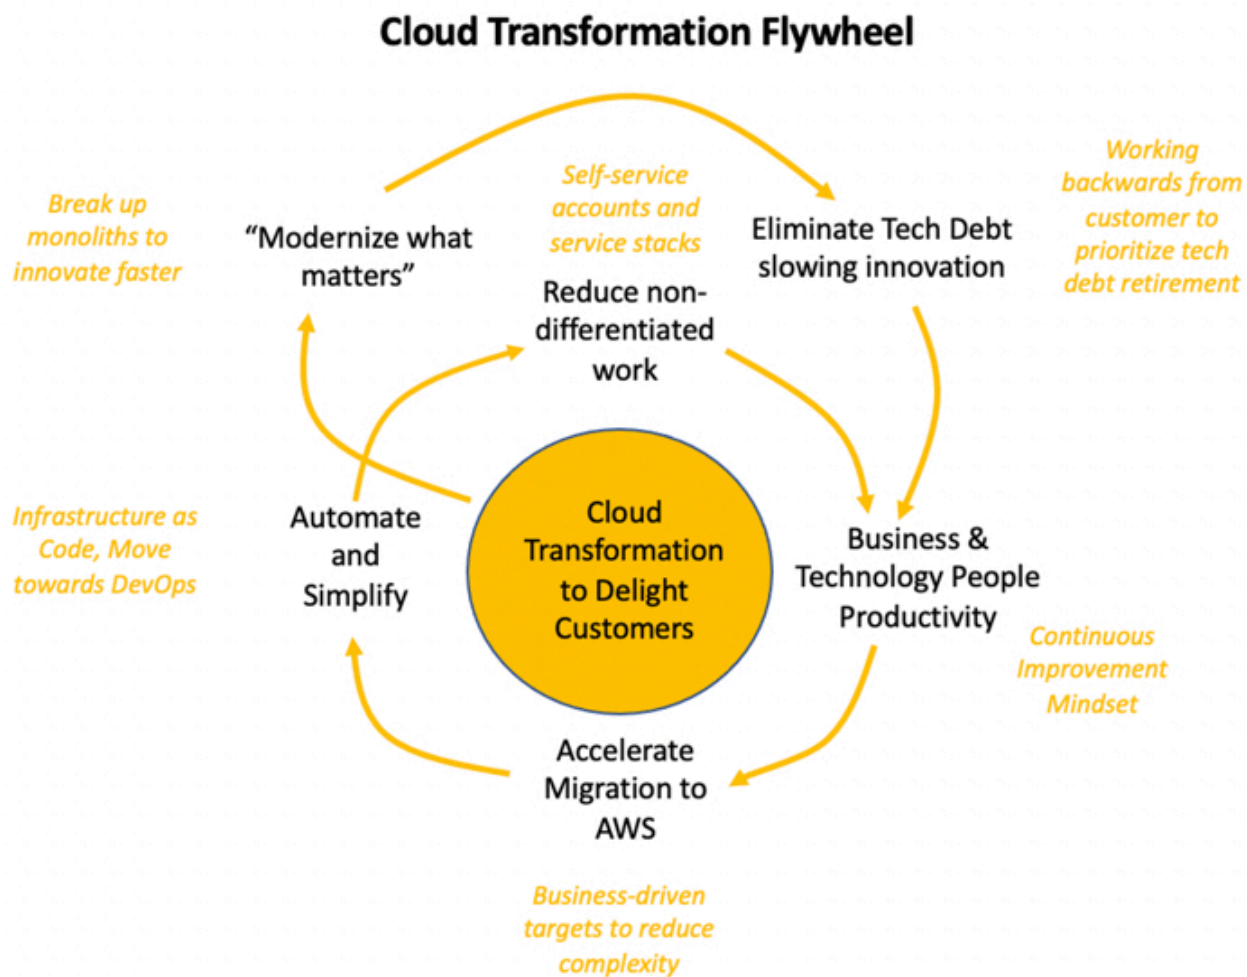 Cloud Transformation Flywheel
Break up
monoliths to
innovate faster
“Modernize what
matters”
Self-service
accounts and
service stacks
Reduce non-
differentiated
work
Eliminate Tech Debt
slowing innovation
Working
backwards from
customer to
prioritize tech
debt retirement
Infrastructure as
Code, Move
towards DevOps
Automate
and
Simplify
Cloud
Transformation
to Delight
Customers
Business &
Technology People
Productivity
Continuous
Improvement
Mindset
Accelerate
Migration to
AWS
Business-driven
targets to reduce
complexity